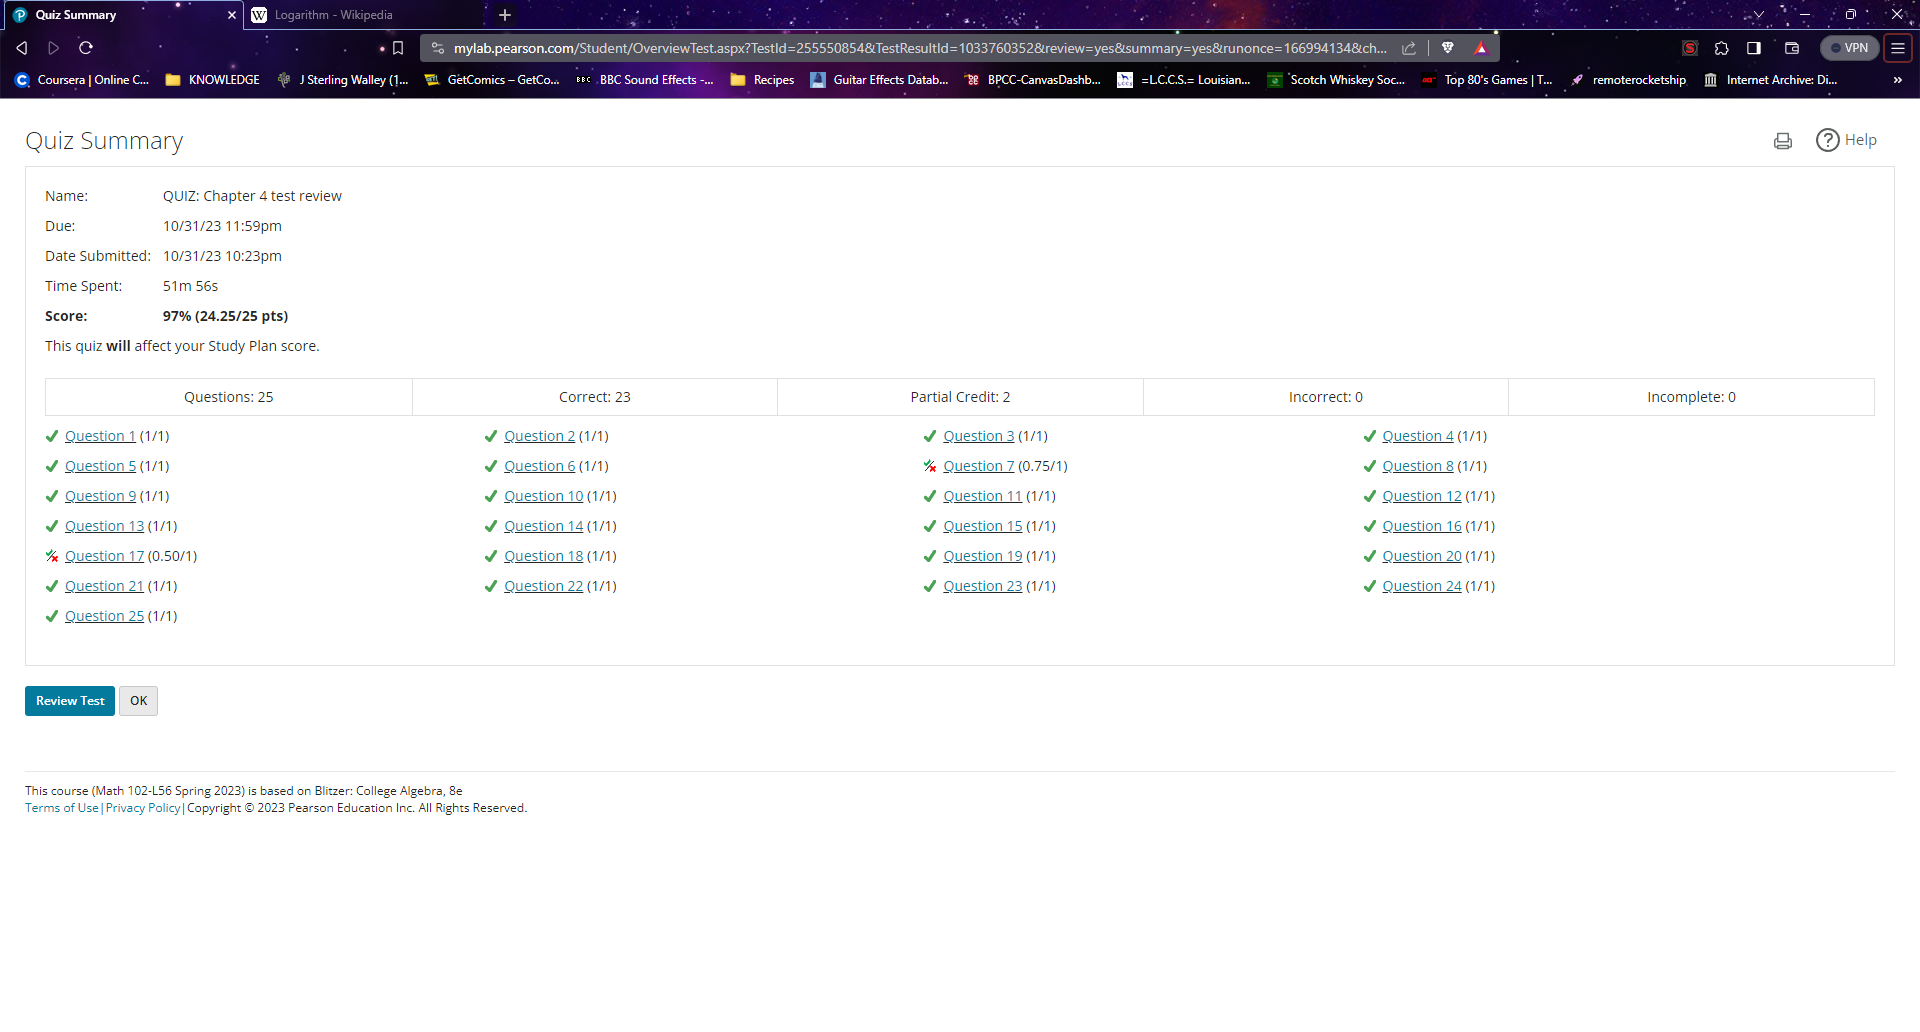 Quiz Summary
Logarithm - Wikipedia
mylab.pearson.com/Student/OverviewTest.aspx?TestId=255550854&TestResultId=1033760352&review=yes&summary=yes&runonce=166994134&ch...
VPN
Coursera | Online C...
KNOWLEDGE
J Sterling Walley (1...
GetComics – GetCo...
BBC
BBC Sound Effects -...
Recipes
Guitar Effects Datab...
BPCC-CanvasDashb...
=L.C.C.S.= Louisian...
Scotch Whiskey Soc...
Top 80's Games | T...
remoterocketship
Internet Archive: Di...
»
Quiz Summary
Help
Name: QUIZ: Chapter 4 test review
Due: 10/31/23 11:59pm
Date Submitted: 10/31/23 10:23pm
Time Spent: 51m 56s
Score: 97% (24.25/25 pts)
This quiz will affect your Study Plan score.
Questions: 25 Correct: 23 Partial Credit: 2 Incorrect: 0 Incomplete: 0
Question 1 (1/1) Question 2 (1/1) Question 3 (1/1) Question 4 (1/1)
Question 5 (1/1) Question 6 (1/1) Question 7 (0.75/1) Question 8 (1/1)
Question 9 (1/1) Question 10 (1/1) Question 11 (1/1) Question 12 (1/1)
Question 13 (1/1) Question 14 (1/1) Question 15 (1/1) Question 16 (1/1)
Question 17 (0.50/1) Question 18 (1/1) Question 19 (1/1) Question 20 (1/1)
Question 21 (1/1) Question 22 (1/1) Question 23 (1/1) Question 24 (1/1)
Question 25 (1/1)
Review Test OK
This course (Math 102-L56 Spring 2023) is based on Blitzer: College Algebra, 8e
Terms of Use | Privacy Policy | Copyright © 2023 Pearson Education Inc. All Rights Reserved.